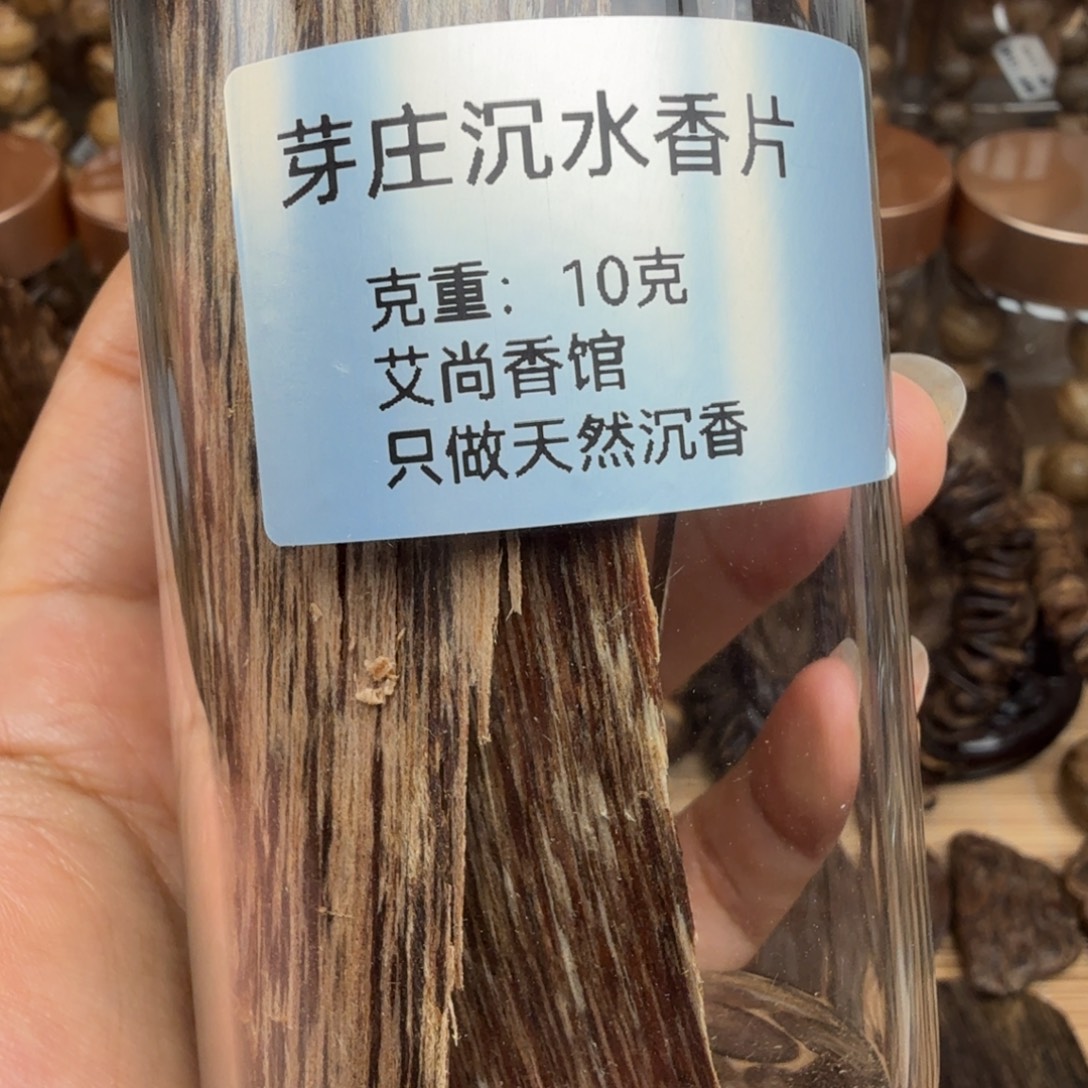 芽庄沉水香片
克重： 10克
艾尚香馆
只做天然沉香